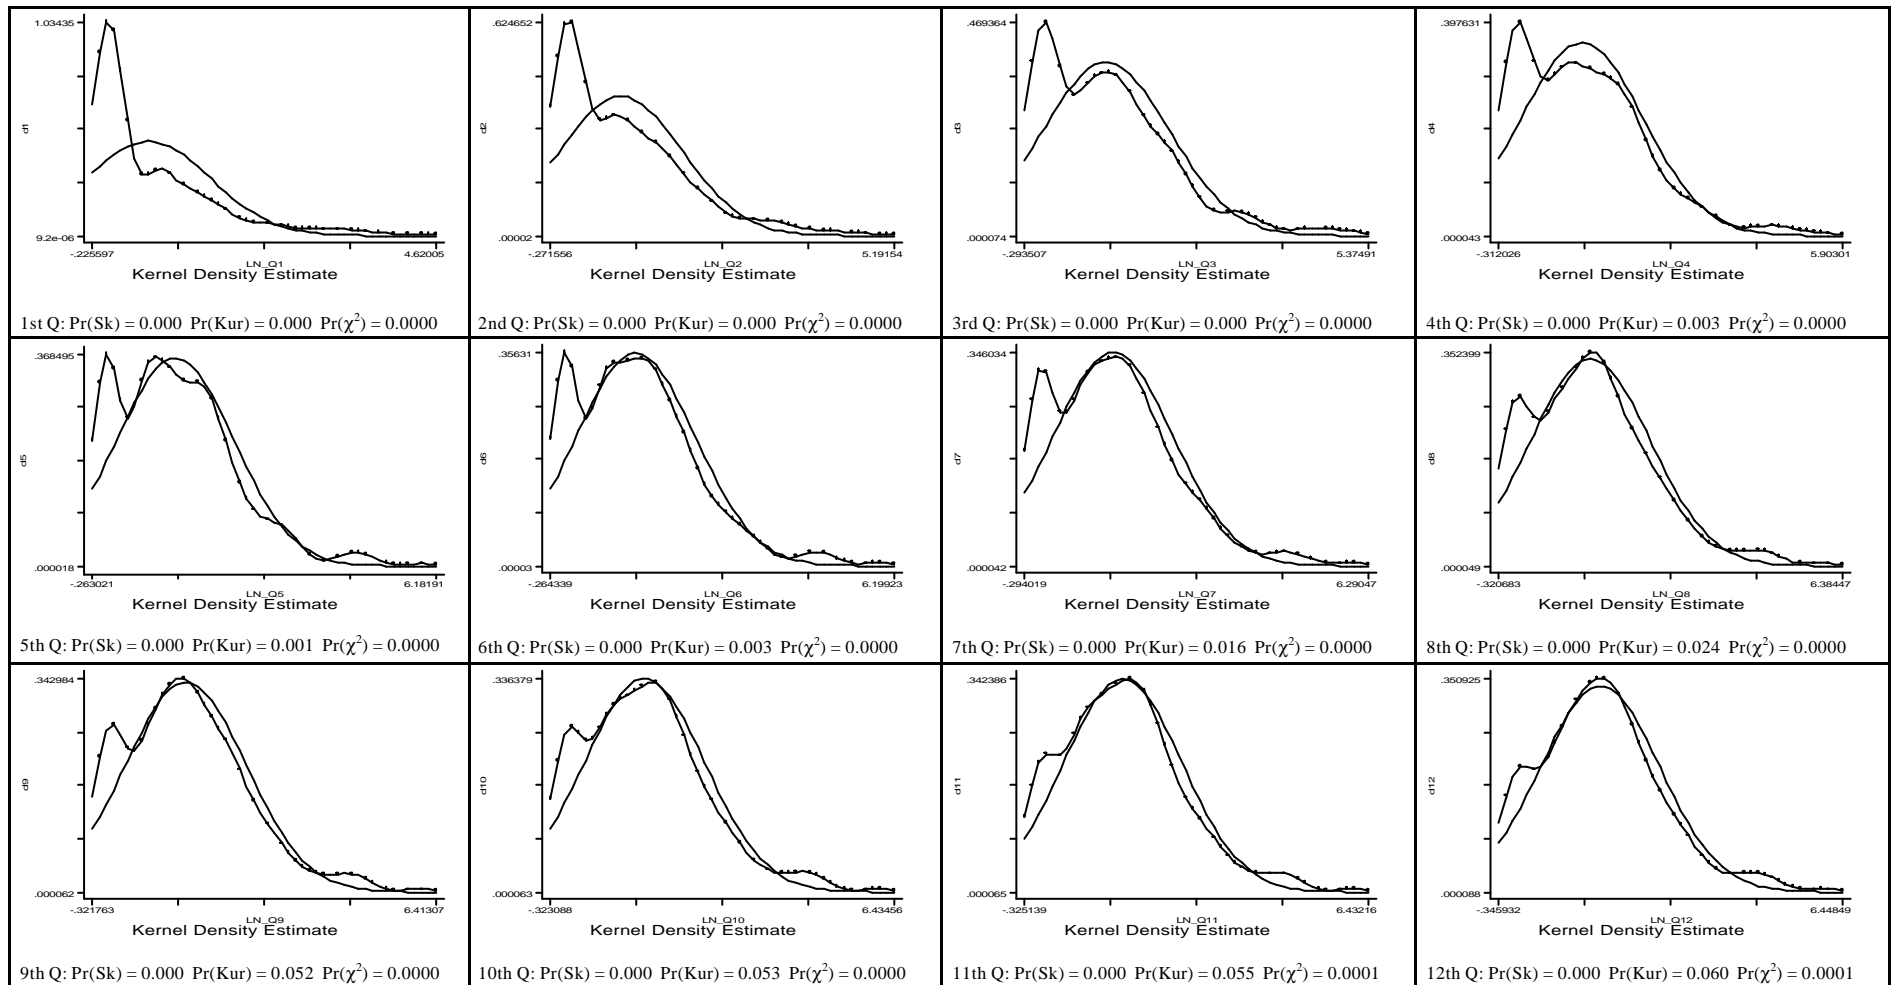 1.03435
d1
9.2e-06
-.225597
4.62005
LN_Q1
Kernel Density Estimate
1st Q: Pr(Sk) = 0.000 Pr(Kur) = 0.000 Pr(χ²) = 0.0000
.624652
d2
.00002
-.271556
5.19154
LN_Q2
Kernel Density Estimate
2nd Q: Pr(Sk) = 0.000 Pr(Kur) = 0.000 Pr(χ²) = 0.0000
.469364
d3
.000074
-.293507
5.37491
LN_Q3
Kernel Density Estimate
3rd Q: Pr(Sk) = 0.000 Pr(Kur) = 0.000 Pr(χ²) = 0.0000
.397631
d4
.000043
-.312026
5.90301
LN_Q4
Kernel Density Estimate
4th Q: Pr(Sk) = 0.000 Pr(Kur) = 0.003 Pr(χ²) = 0.0000
.368495
d5
.000018
-.263021
6.18191
LN_Q5
Kernel Density Estimate
5th Q: Pr(Sk) = 0.000 Pr(Kur) = 0.001 Pr(χ²) = 0.0000
.35631
d6
.00003
-.264339
6.19923
LN_Q6
Kernel Density Estimate
6th Q: Pr(Sk) = 0.000 Pr(Kur) = 0.003 Pr(χ²) = 0.0000
.346034
d7
.000042
-.294019
6.29047
LN_Q7
Kernel Density Estimate
7th Q: Pr(Sk) = 0.000 Pr(Kur) = 0.016 Pr(χ²) = 0.0000
.352399
d8
.000049
-.320683
6.38447
LN_Q8
Kernel Density Estimate
8th Q: Pr(Sk) = 0.000 Pr(Kur) = 0.024 Pr(χ²) = 0.0000
.342984
d9
.000062
-.321763
6.41307
LN_Q9
Kernel Density Estimate
9th Q: Pr(Sk) = 0.000 Pr(Kur) = 0.052 Pr(χ²) = 0.0000
.336379
d10
.000063
-.323088
6.43456
LN_Q10
Kernel Density Estimate
10th Q: Pr(Sk) = 0.000 Pr(Kur) = 0.053 Pr(χ²) = 0.0000
.342386
d11
.000065
-.325139
6.43216
LN_Q11
Kernel Density Estimate
11th Q: Pr(Sk) = 0.000 Pr(Kur) = 0.055 Pr(χ²) = 0.0001
.350925
d12
.000088
-.345932
6.44849
LN_Q12
Kernel Density Estimate
12th Q: Pr(Sk) = 0.000 Pr(Kur) = 0.060 Pr(χ²) = 0.0001